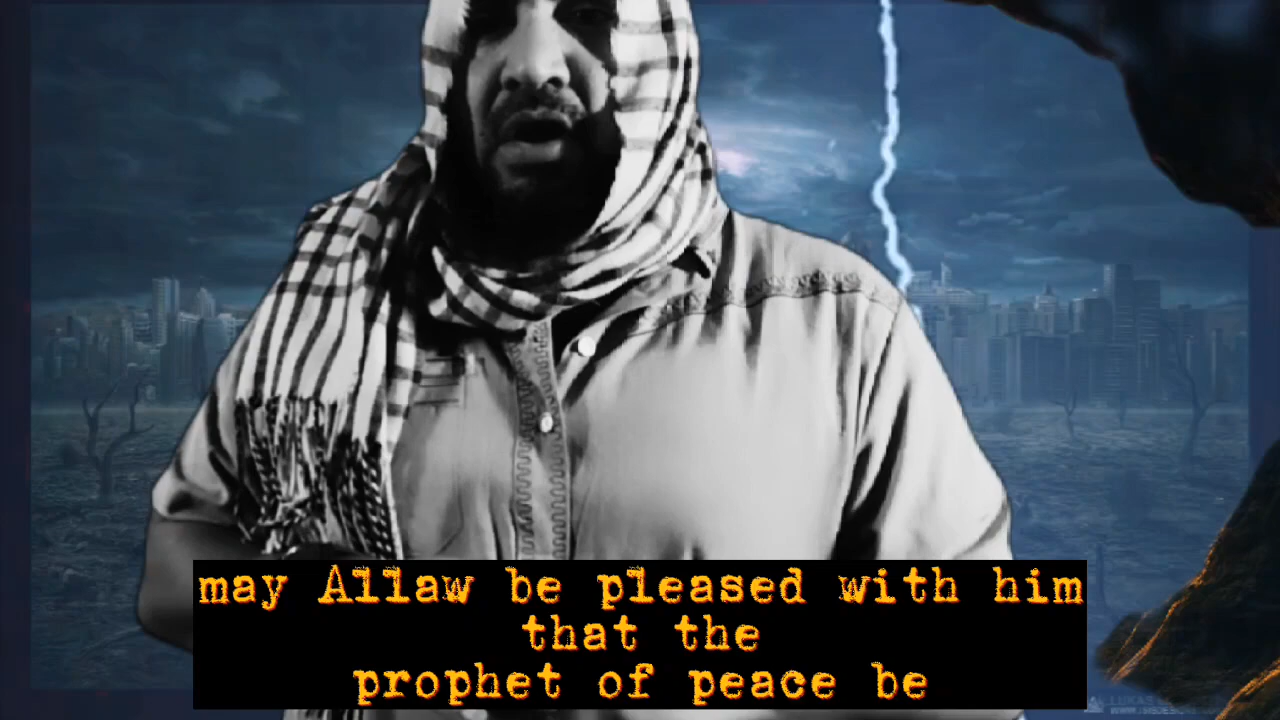 may Allaw be pleased with him
that the
prophet of peace be